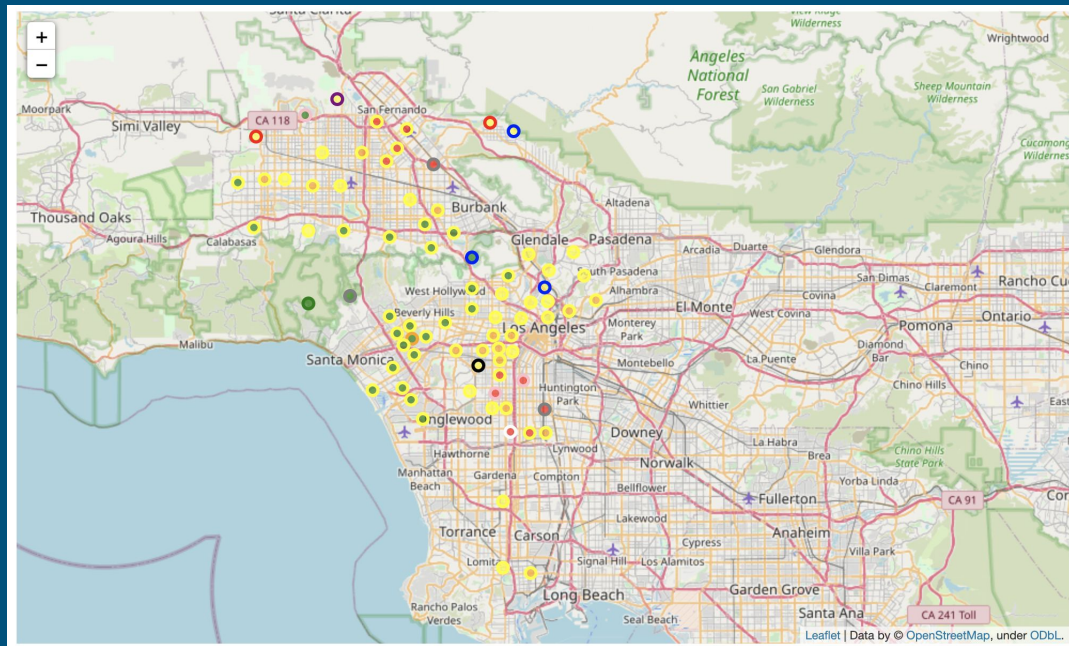 Santa Clarita
View Ridge
Wilderness
Wrightwood
+
−
Angeles
National
Forest
San Gabriel
Wilderness
Sheep Mountain
Wilderness
Moorpark
San Fernando
CA 118
Simi Valley
Cucamonga
Wilderness
Thousand Oaks
Agoura Hills
Calabasas
Burbank
Altadena
Glendale
Pasadena
Arcadia
Duarte
Glendora
South Pasadena
San Dimas
Claremont
Rancho Cu
West Hollywood
Alhambra
El Monte
Covina
West Covina
Ontario
Beverly Hills
Los Angeles
Monterey
Park
Pomona
Malibu
Santa Monica
Montebello
La Puente
Diamond
Bar
Chino
Huntington
Park
Whittier
Chino Hills
East
Inglewood
Downey
La Habra
Brea
Chino Hills
State Park
Hawthorne
Lynwood
Norwalk
Manhattan
Beach
Gardena
Compton
Bellflower
Yorba Linda
Fullerton
CA 91
Cor
Lakewood
Torrance
Carson
Cypress
Anaheim
Villa Park
Lomita
Signal Hill
Los Alamitos
Long Beach
Garden Grove
Rancho Palos
Verdes
Seal Beach
Santa Ana
CA 241 Toll
Leaflet | Data by © OpenStreetMap, under ODbL.